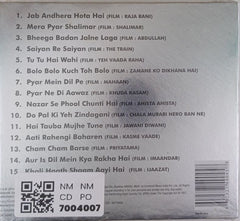 1. Jab Andhera Hota Hai (FILM : RAJA RANI)
2. Mera Pyar Shalimar (FILM : SHALIMAR)
3. Bheega Badan Jalne Laga (FILM : ABDULLAH)
4. Saiyan Re Saiyan (FILM : THE TRAIN)
5. Tu Tu Hai Wahi (FILM : YEH VAADA RAHA)
6. Bolo Bolo Kuch Toh Bolo (FILM : ZAMANE KO DIKHANA HAI)
7. Pyar Mein Dil Pe (FILM : MAHAAN)
8. Pyar Ne Di Aawaz (FILM : KHUDA KASAM)
9. Nazar Se Phool Chunti Hai (FILM : AHISTA AHISTA)
10. Do Pal Ki Yeh Zindagani (FILM : CHALA MURARI HERO BAN NE)
11. Hai Tauba Mujhe Tune (FILM : JAWANI DIWANI)
12. Aati Rahengi Baharen (FILM : KASME VAADE)
13. Cham Cham Barse (FILM : PRIYATAMA)
14. Aur Is Dil Mein Kya Rakha Hai (FILM : IMAANDAR)
15. Khali Haath Shaam Aayi Hai (FILM : IJAAZAT)
NM NM
CD PO
7004007